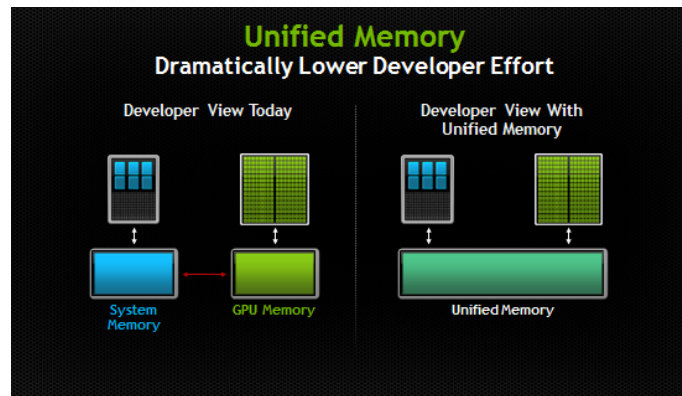 Unified Memory
Dramatically Lower Developer Effort
Developer View Today
System
Memory
GPU Memory
Developer View With
Unified Memory
Unified Memory